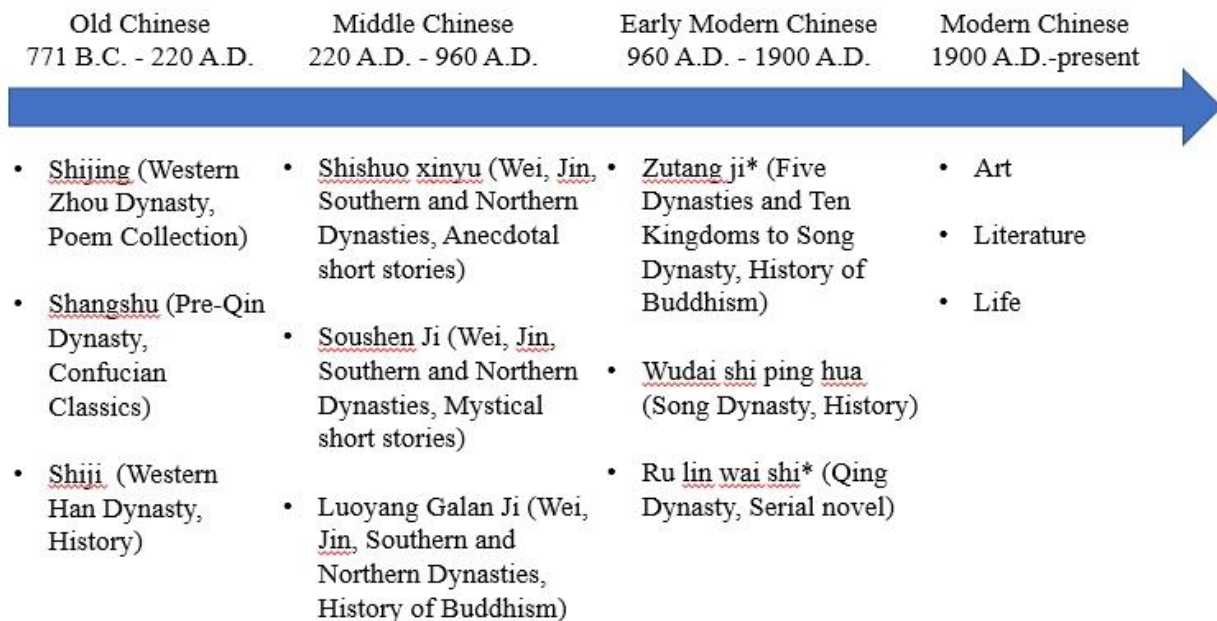 Old Chinese
771 B.C. - 220 A.D.
Middle Chinese
220 A.D. - 960 A.D.
Early Modern Chinese
960 A.D. - 1900 A.D.
Modern Chinese
1900 A.D.-present
• Shijing (Western
Zhou Dynasty,
Poem Collection)
• Shangshu (Pre-Qin
Dynasty,
Confucian
Classics)
• Shiji (Western
Han Dynasty,
History)
• Shishuo xinyu (Wei, Jin,
Southern and Northern
Dynasties, Anecdotal
short stories)
• Soushen Ji (Wei, Jin,
Southern and Northern
Dynasties, Mystical
short stories)
• Luoyang Galan Ji (Wei,
Jin, Southern and
Northern Dynasties,
History of Buddhism)
• Zutang ji* (Five
Dynasties and Ten
Kingdoms to Song
Dynasty, History of
Buddhism)
• Wudai shi ping hua
(Song Dynasty, History)
• Ru lin wai shi* (Qing
Dynasty, Serial novel)
• Art
• Literature
• Life